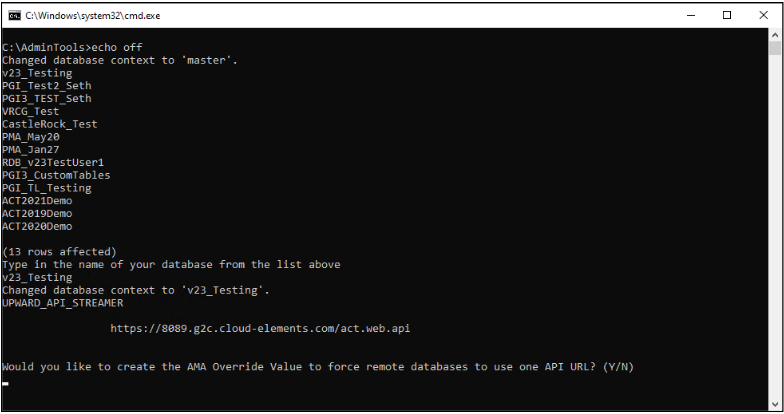 C:\Windows\system32\cmd.exe
C:\AdminTools>echo off
Changed database context to 'master'.
v23_Testing
PGI_Test2_Seth
PGI3_TEST_Seth
VRCG_Test
CastleRock_Test
PMA_May20
PMA_Jan27
RDB_v23TestUser1
PGI3_CustomTables
PGI_TL_Testing
ACT2021Demo
ACT2019Demo
ACT2020Demo
(13 rows affected)
Type in the name of your database from the list above
v23_Testing
Changed database context to 'v23_Testing'.
UPWARD_API_STREAMER
https://8089.g2c.cloud-elements.com/act.web.api
Would you like to create the AMA Override Value to force remote databases to use one API URL? (Y/N)